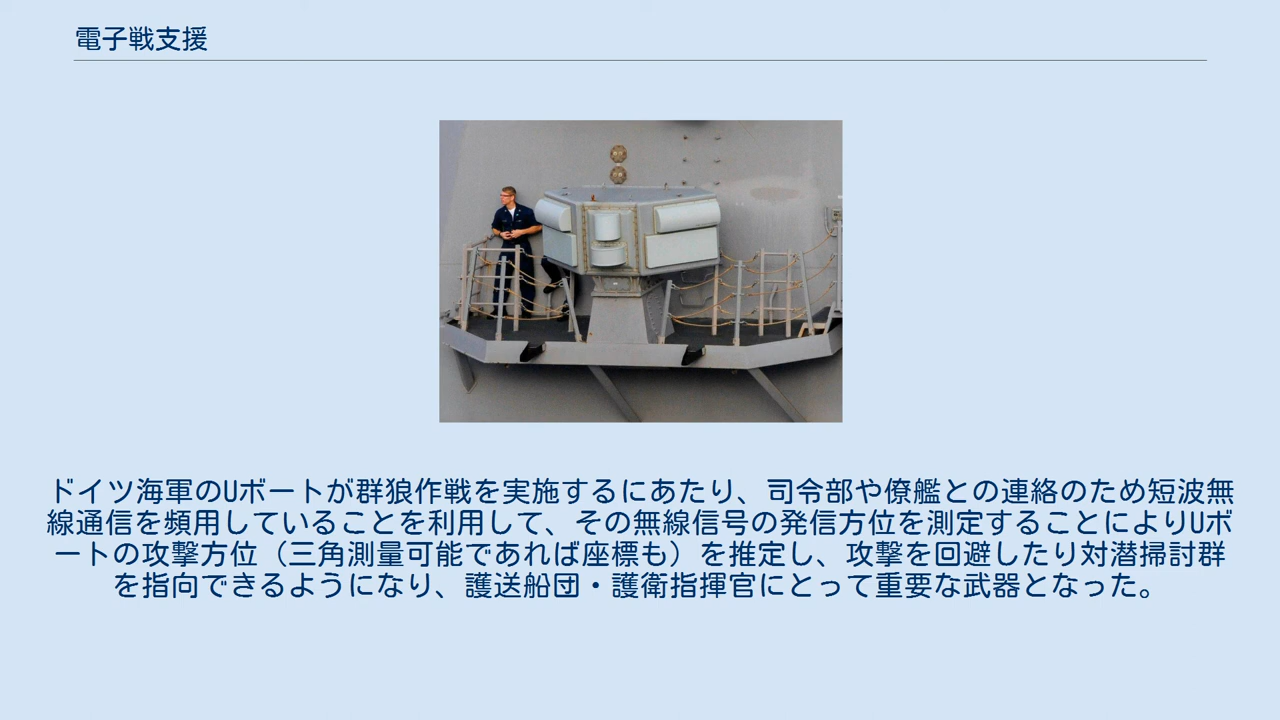 電子戦支援
ドイツ海軍のUボートが群狼作戦を実施するにあたり、司令部や僚艦との連絡のため短波無
線通信を頻用していることを利用して、その無線信号の発信方位を測定することによりUボ
ートの攻撃方位（三角測量可能であれば座標も）を推定し、攻撃を回避したり対潜掃討群
を指向できるようになり、護送船団・護衛指揮官にとって重要な武器となった。